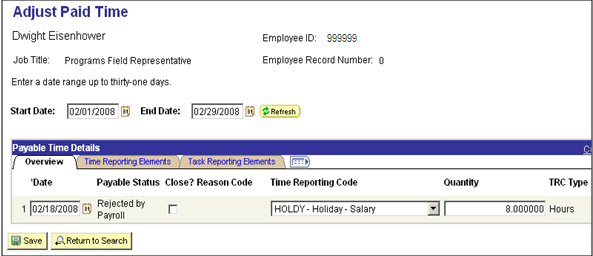 Adjust Paid Time
Dwight Eisenhower
Employee ID: 999999
Job Title: Programs Field Representative
Employee Record Number: 0
Enter a date range up to thirty-one days.
Start Date: 02/01/2008 End Date: 02/29/2008 Refresh
Payable Time Details
Overview Time Reporting Elements Task Reporting Elements
*Date Payable Status Close? Reason Code Time Reporting Code Quantity TRC Type
1 02/18/2008 Rejected by Payroll HOLDY - Holiday - Salary 8.000000 Hours
Save Return to Search